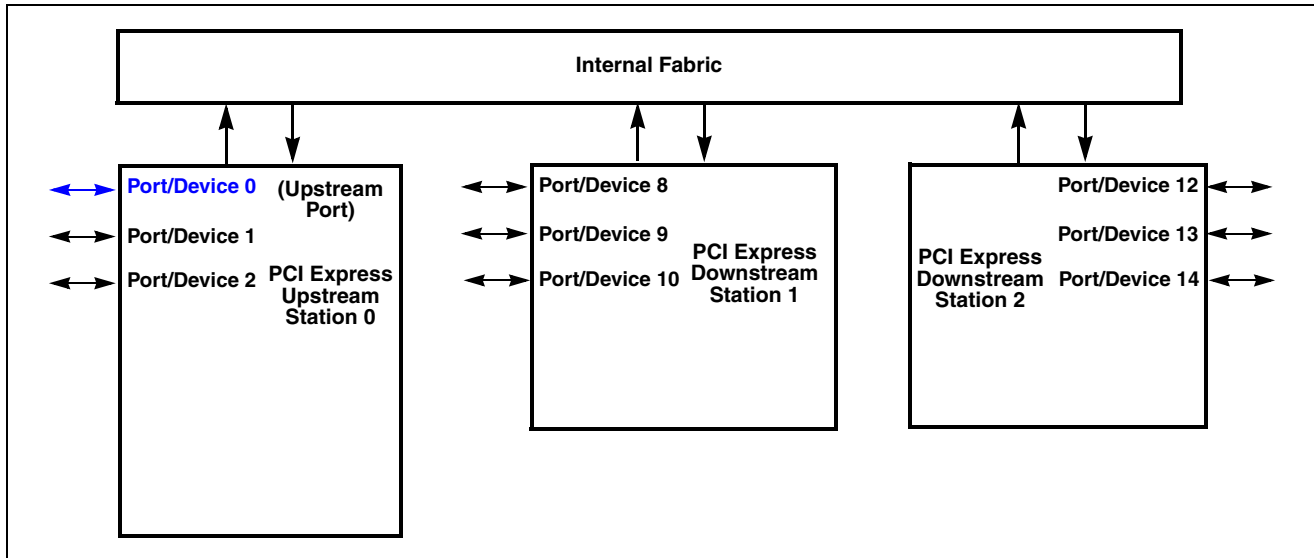 Internal Fabric
Port/Device 0
(Upstream
Port)
Port/Device 1
Port/Device 2
PCI Express
Upstream
Station 0
Port/Device 8
Port/Device 9
Port/Device 10
PCI Express
Downstream
Station 1
Port/Device 12
Port/Device 13
Port/Device 14
PCI Express
Downstream
Station 2